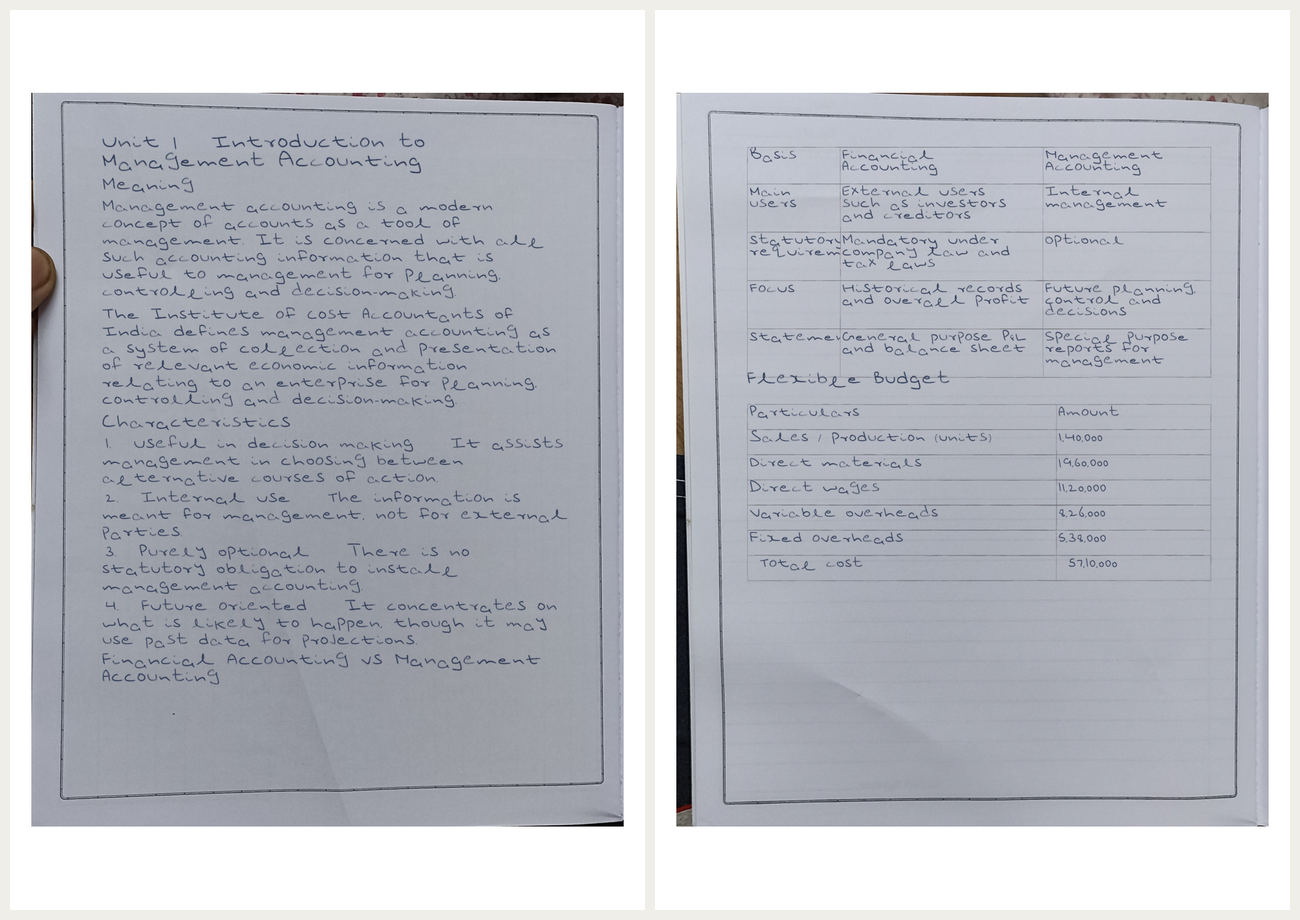 Unit 1 Introduction to
Management Accounting
Meaning
Management accounting is a modern
concept of accounts as a tool of
management. It is concerned with all
such accounting information that is
useful to management for planning,
controlling and decision-making.
The Institute of Cost Accountants of
India defines management accounting as
a system of collection and presentation
of relevant economic information
relating to an enterprise for planning,
controlling and decision-making.
Characteristics
1. Useful in decision making It assists
management in choosing between
alternative courses of action.
2. Internal use The information is
meant for management, not for external
parties.
3. Purely optional There is no
statutory obligation to install
management accounting.
4. Future oriented It concentrates on
what is likely to happen, though it may
use past data for projections.
Financial Accounting vs Management
Accounting
Basis Financial Accounting Management Accounting
Main users External users such as investors and creditors Internal management
Statutory requirem Mandatory under company law and tax laws Optional
Focus Historical records and overall profit Future planning, control and decisions
Statemen General purpose P&L and balance sheet Special purpose reports for management
Flexible Budget
Particulars Amount
Sales / Production (units) 1,40,000
Direct materials 19,60,000
Direct wages 11,20,000
Variable overheads 8,26,000
Fixed overheads 5,38,000
Total cost 57,10,000